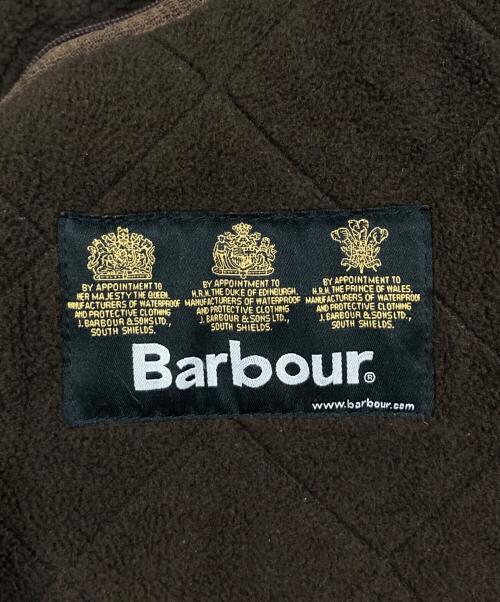 BY APPOINTMENT TO
HER MAJESTY THE QUEEN,
MANUFACTURERS OF WATERPROOF
AND PROTECTIVE CLOTHING
J. BARBOUR & SONS LTD.,
SOUTH SHIELDS.
BY APPOINTMENT TO
H.R.H. THE DUKE OF EDINBURGH,
MANUFACTURERS OF WATERPROOF
AND PROTECTIVE CLOTHING
J. BARBOUR & SONS LTD.,
SOUTH SHIELDS.
BY APPOINTMENT TO
H.R.H. THE PRINCE OF WALES,
MANUFACTURERS OF WATERPROOF
AND PROTECTIVE CLOTHING
J. BARBOUR & SONS LTD.,
SOUTH SHIELDS.
Barbour®
www.barbour.com